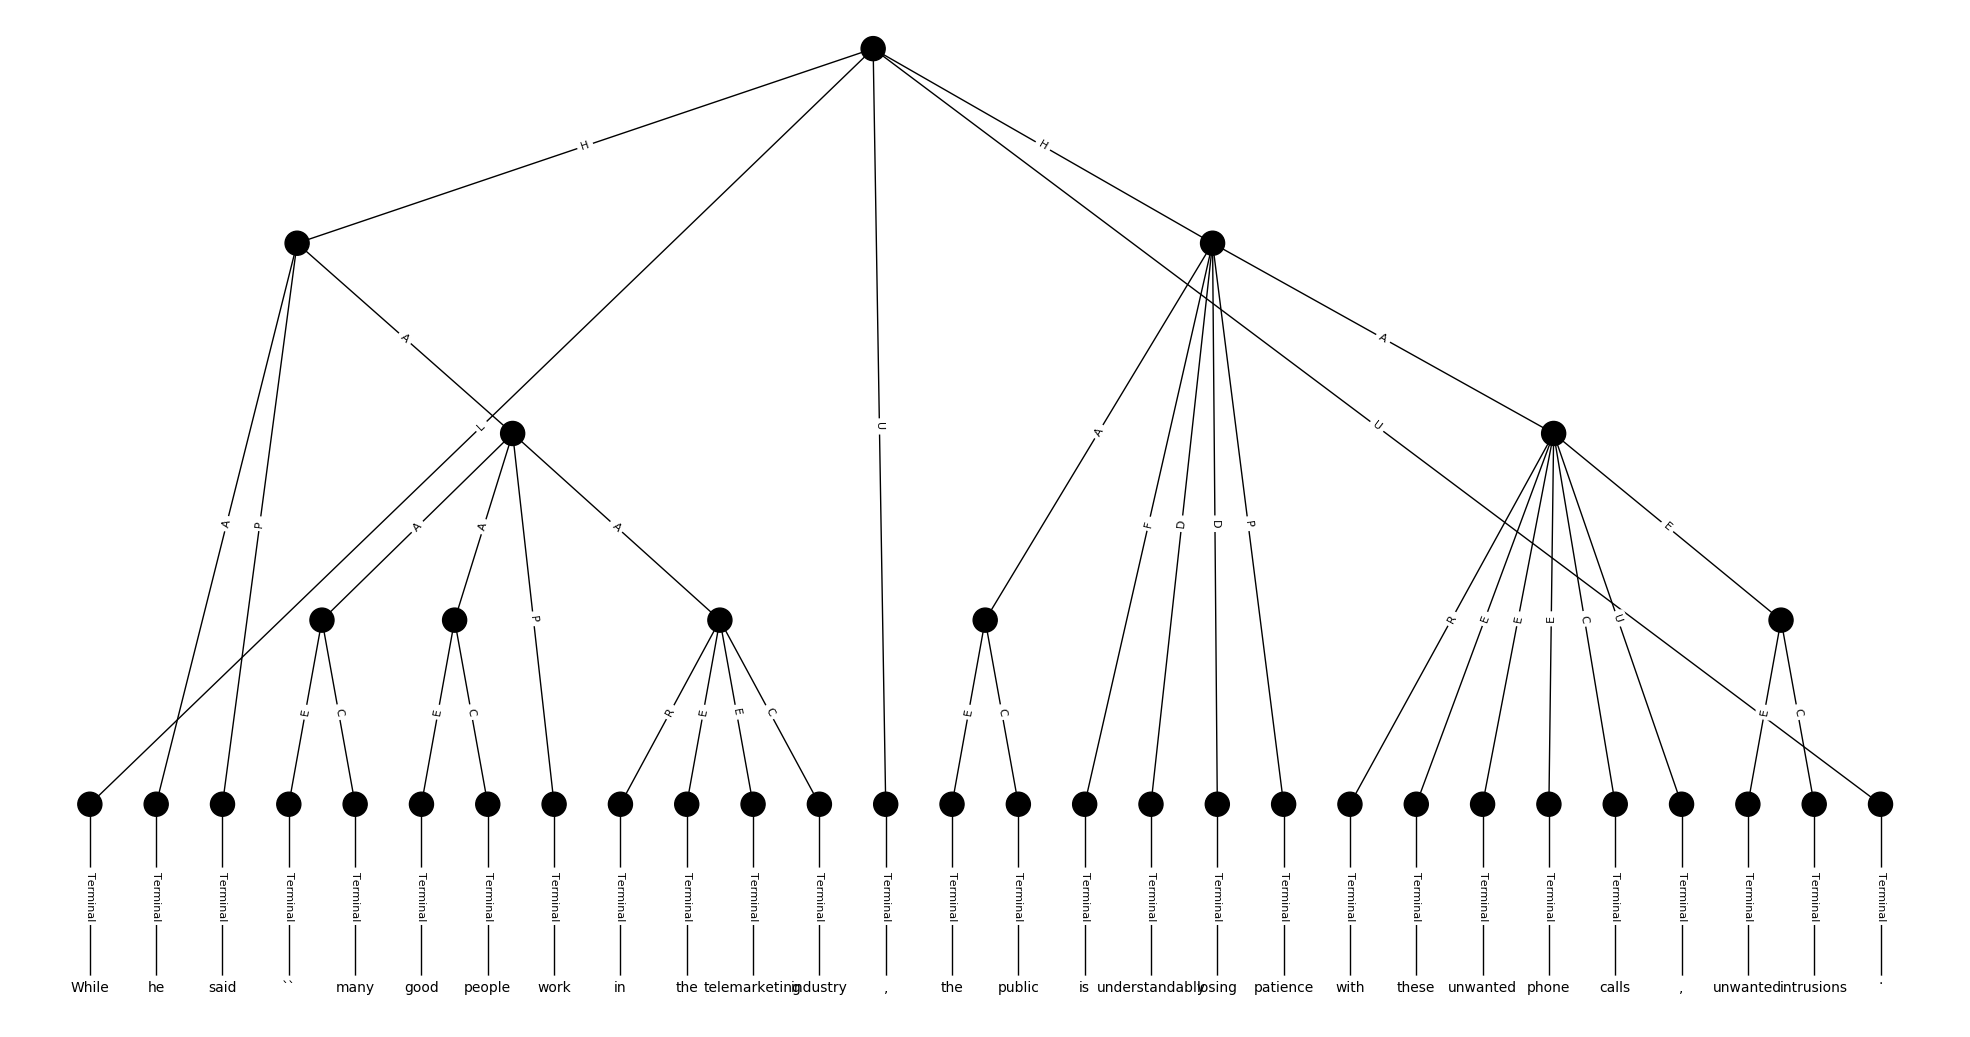 H H
A A
L U U
A P A A A F D D P E
P R E E E C U
E C E C R E E C E C E C
Terminal Terminal Terminal Terminal Terminal Terminal Terminal Terminal Terminal Terminal Terminal Terminal Terminal Terminal Terminal Terminal Terminal Terminal Terminal Terminal Terminal Terminal Terminal Terminal Terminal Terminal Terminal Terminal
While he said `` many good people work in the telemarketing industry , the public is understandably losing patience with these unwanted phone calls , unwanted intrusions .